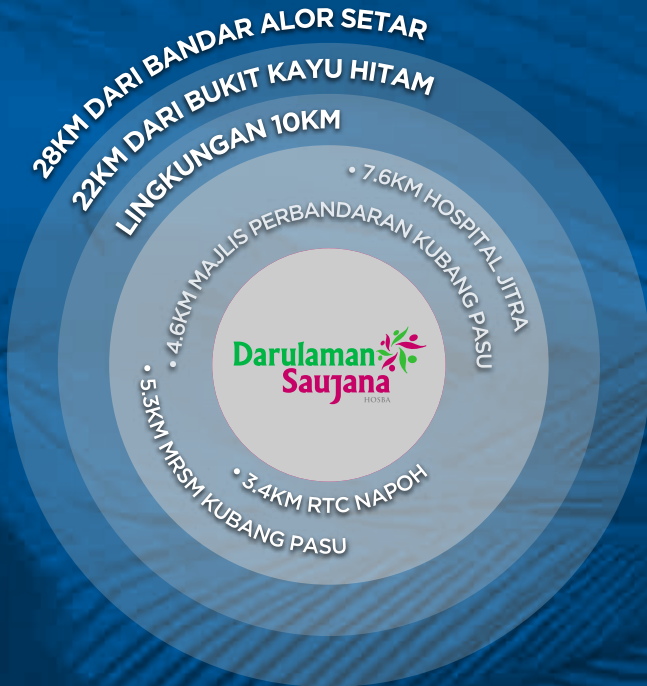 28KM DARI BANDAR ALOR SETAR
22KM DARI BUKIT KAYU HITAM
LINGKUNGAN 10KM
• 7.6KM HOSPITAL JITRA
• 4.6KM MAJLIS PERBANDARAN KUBANG PASU
Darulaman
Saujana
HOSBA
• 3.4KM RTC NAPOH
• 5.3KM MRSM KUBANG PASU